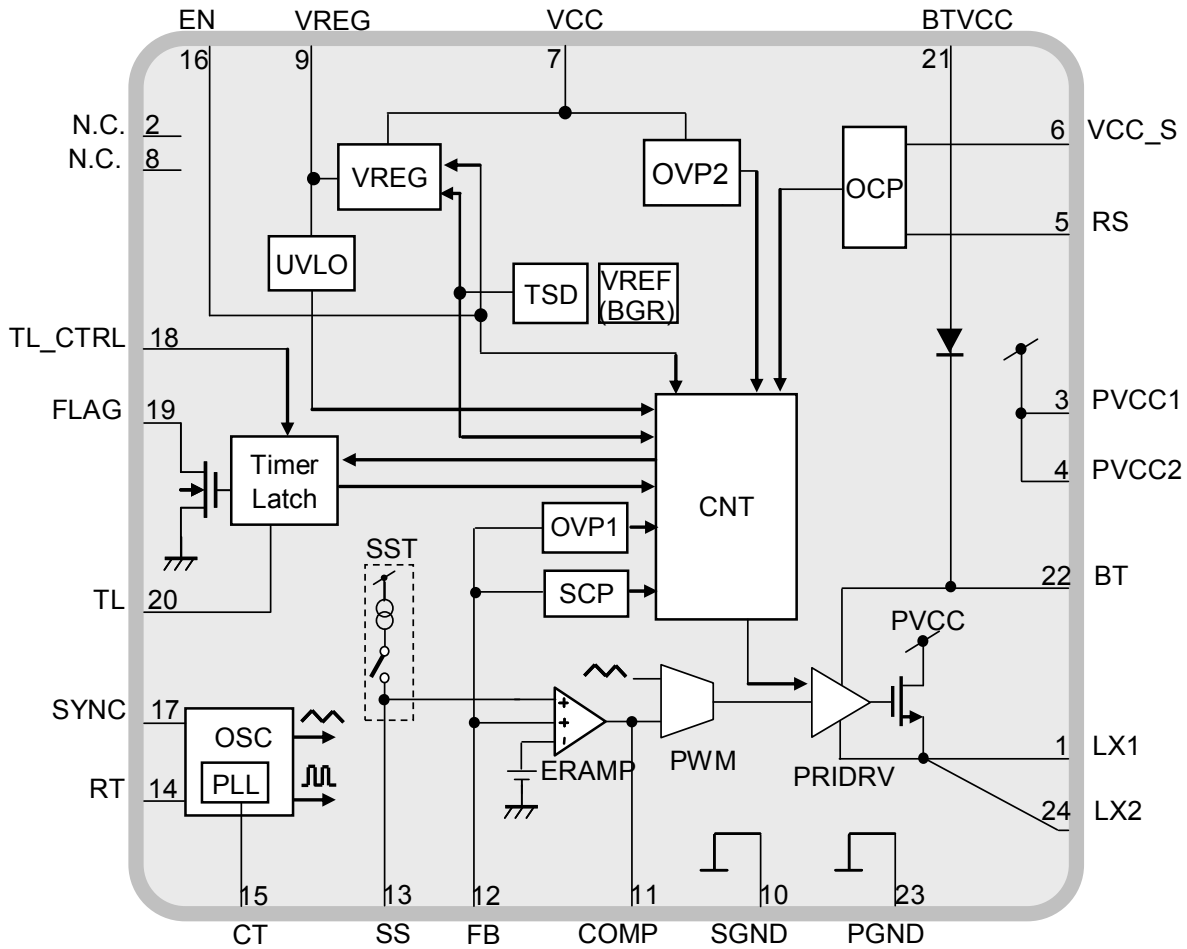 EN VREG VCC BTVCC
16 9 7 21
N.C. 2
N.C. 8
6 VCC_S
VREG OVP2 OCP
5 RS
UVLO
TSD VREF
(BGR)
TL_CTRL 18
FLAG 19
3 PVCC1
Timer
Latch
4 PVCC2
CNT
OVP1
SST
SCP
22 BT
TL 20
PVCC
SYNC 17
OSC
+
+
-
ERAMP PWM PRIDRV
1 LX1
RT 14
PLL
24 LX2
15 13 12 11 10 23
CT SS FB COMP SGND PGND